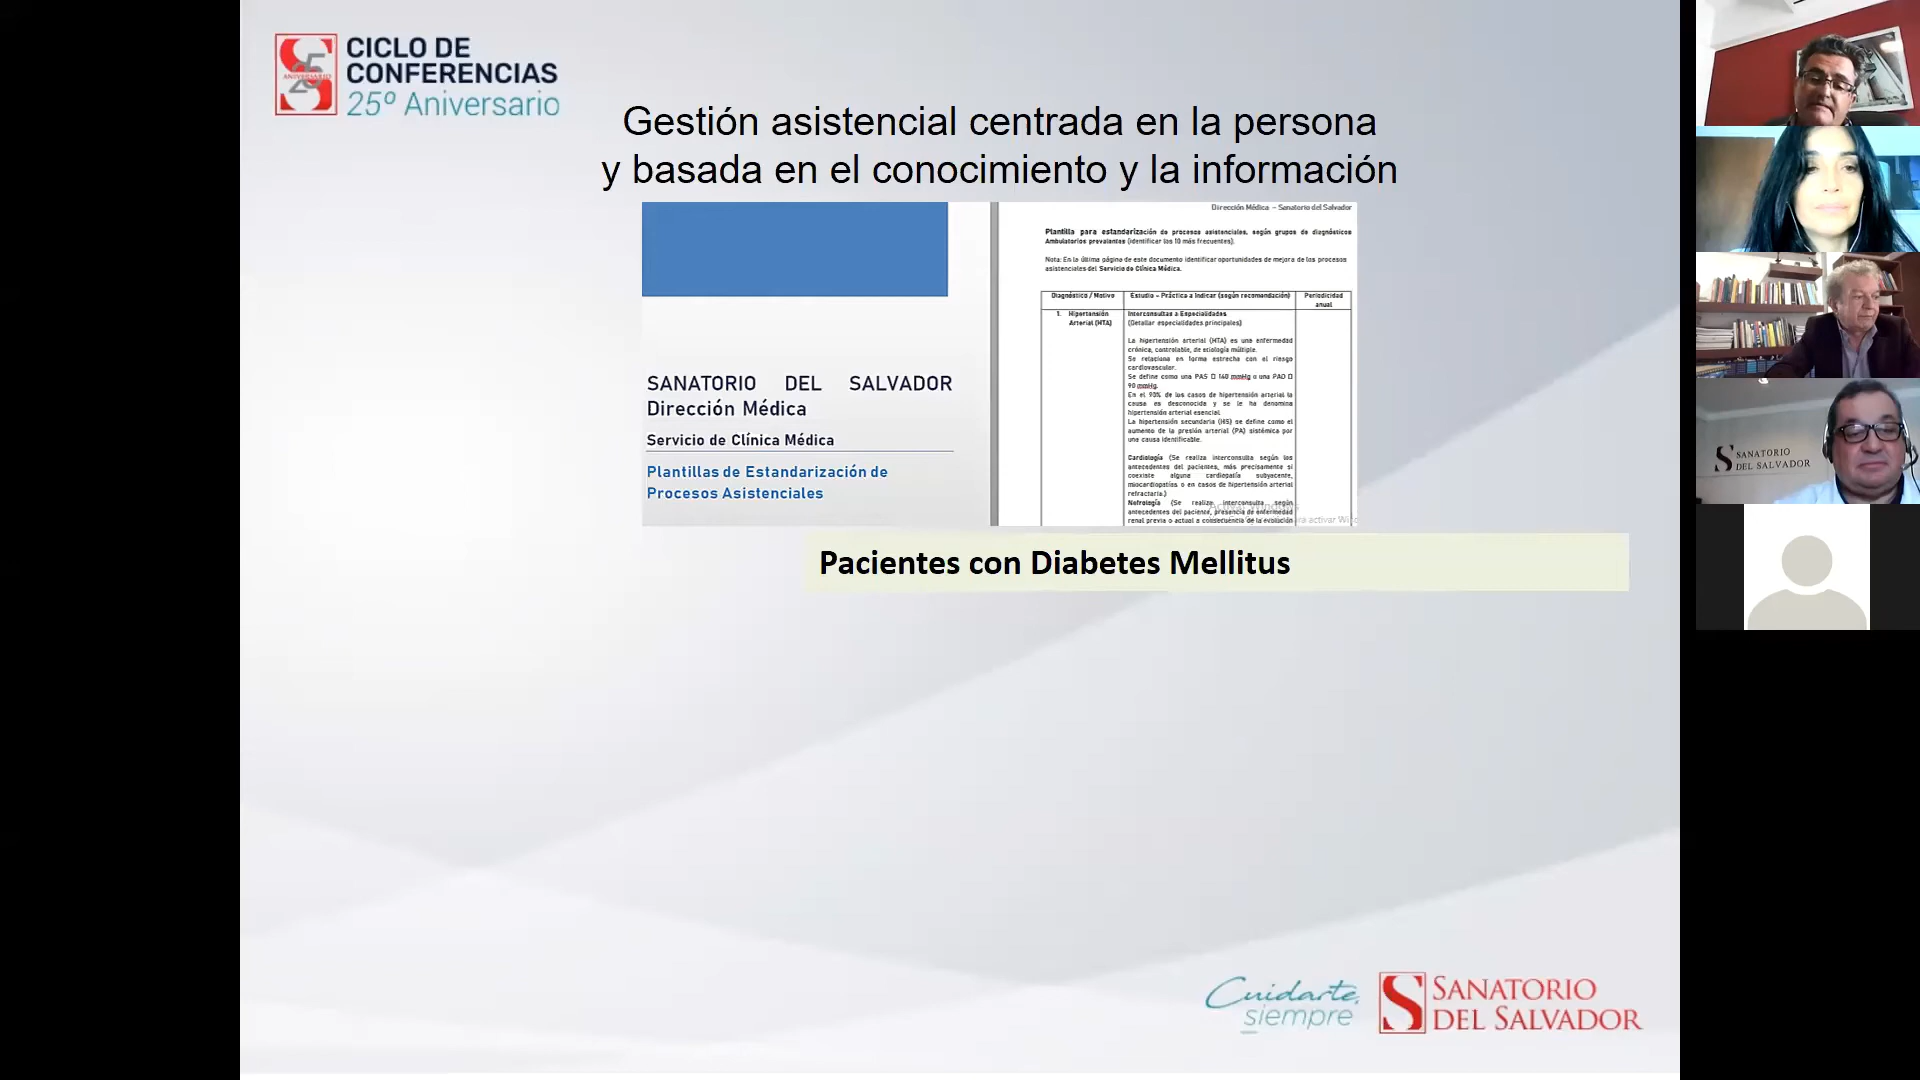 CICLO DE
CONFERENCIAS
25º Aniversario
25
ANIVERSARIO
Gestión asistencial centrada en la persona
y basada en el conocimiento y la información
SANATORIO DEL SALVADOR
Dirección Médica
Servicio de Clínica Médica
Plantillas de Estandarización de
Procesos Asistenciales
Dirección Médica – Sanatorio del Salvador
Plantilla para estandarización de procesos asistenciales, según grupos de diagnósticos
Ambulatorios prevalentes (identificar los 10 más frecuentes).
Nota: En la última página de este documento identificar oportunidades de mejora de los procesos
asistenciales del Servicio de Clínica Médica.
Diagnóstico / Motivo
Estudio – Práctica a Indicar (según recomendación)
Periodicidad
anual
1. Hipertensión
Arterial (HTA)
Interconsultas a Especialidades
(Detallar especialidades principales)
La hipertensión arterial (HTA) es una enfermedad
crónica, controlable, de etiología múltiple.
Se relaciona en forma estrecha con el riesgo
cardiovascular.
Se define como una PAS 140 mmHg o una PAD
90 mmHg.
En el 90% de los casos de hipertensión arterial la
causa es desconocida y se le ha denomina
hipertensión arterial esencial.
La hipertensión secundaria (HS) se define como el
aumento de la presión arterial (PA) sistémica por
una causa identificable.
Cardiología (Se realiza interconsulta según los
antecedentes del pacientes, más precisamente si
coexiste alguna cardiopatía subyacente,
miocardiopatías o en casos de hipertensión arterial
refractaria.)
Nefrología (Se realiza interconsulta según
antecedentes del paciente, presencia de enfermedad
renal previa o actual a consecuencia de la evolución
Activar Windows
para activar Win
Pacientes con Diabetes Mellitus
Cuidarte,
siempre
SANATORIO
DEL SALVADOR
SANATORIO
DEL SALVADOR